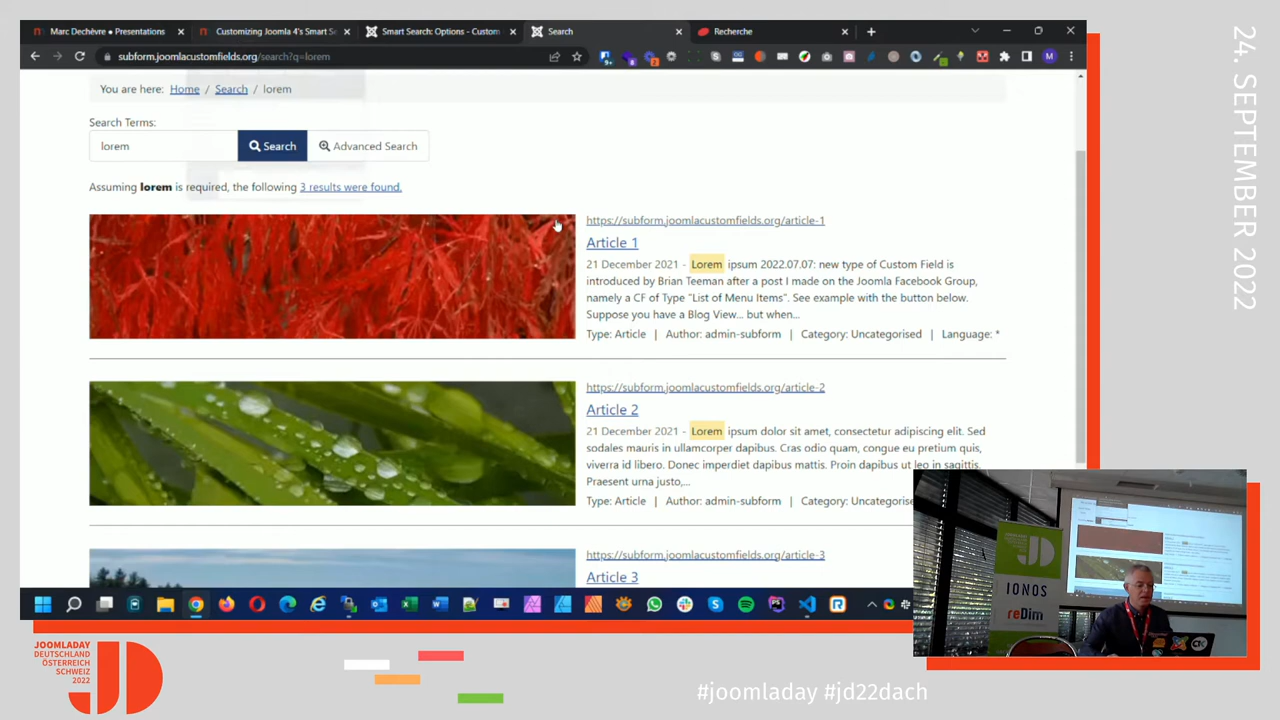 Marc Dechèvre • Presentations
Customizing Joomla 4's Smart Se
Smart Search: Options - Custom
Search
Recherche
subform.joomlacustomfields.org/search?q=lorem
You are here: Home / Search / lorem
Search Terms:
lorem
Search
Advanced Search
Assuming lorem is required, the following 3 results were found.
https://subform.joomlacustomfields.org/article-1
Article 1
21 December 2021 - Lorem ipsum 2022.07.07: new type of Custom Field is
introduced by Brian Teeman after a post I made on the Joomla Facebook Group,
namely a CF of Type "List of Menu Items". See example with the button below.
Suppose you have a Blog View... but when...
Type: Article | Author: admin-subform | Category: Uncategorised | Language: *
https://subform.joomlacustomfields.org/article-2
Article 2
21 December 2021 - Lorem ipsum dolor sit amet, consectetur adipiscing elit. Sed
sodales mauris in ullamcorper dapibus. Cras odio quam, congue eu pretium quis,
viverra id libero. Donec imperdiet dapibus mattis. Proin dapibus ut leo in sagittis.
Praesent urna justo,...
Type: Article | Author: admin-subform | Category: Uncategorised
https://subform.joomlacustomfields.org/article-3
Article 3
24. SEPTEMBER 2022
JD
IONOS
reDim
JOOMLADAY
DEUTSCHLAND
ÖSTERREICH
SCHWEIZ
2022
JD
#joomladay #jd22dach